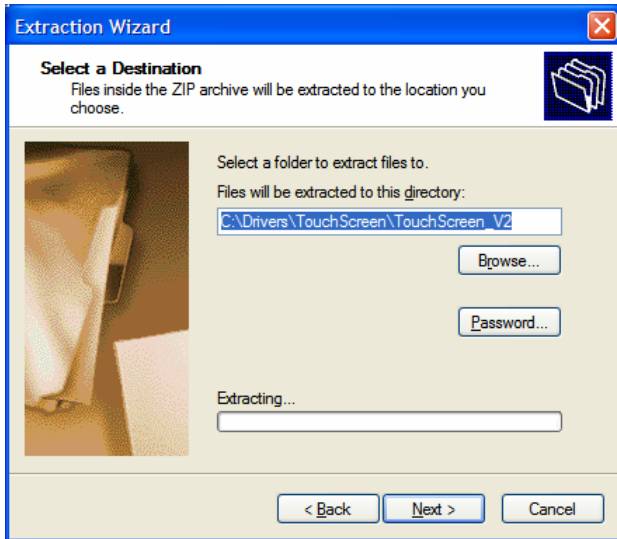 Extraction Wizard
Select a Destination
Files inside the ZIP archive will be extracted to the location you
choose.
Select a folder to extract files to.
Files will be extracted to this directory:
C:\Drivers\TouchScreen\TouchScreen_V2
Browse...
Password...
Extracting...
< Back
Next >
Cancel